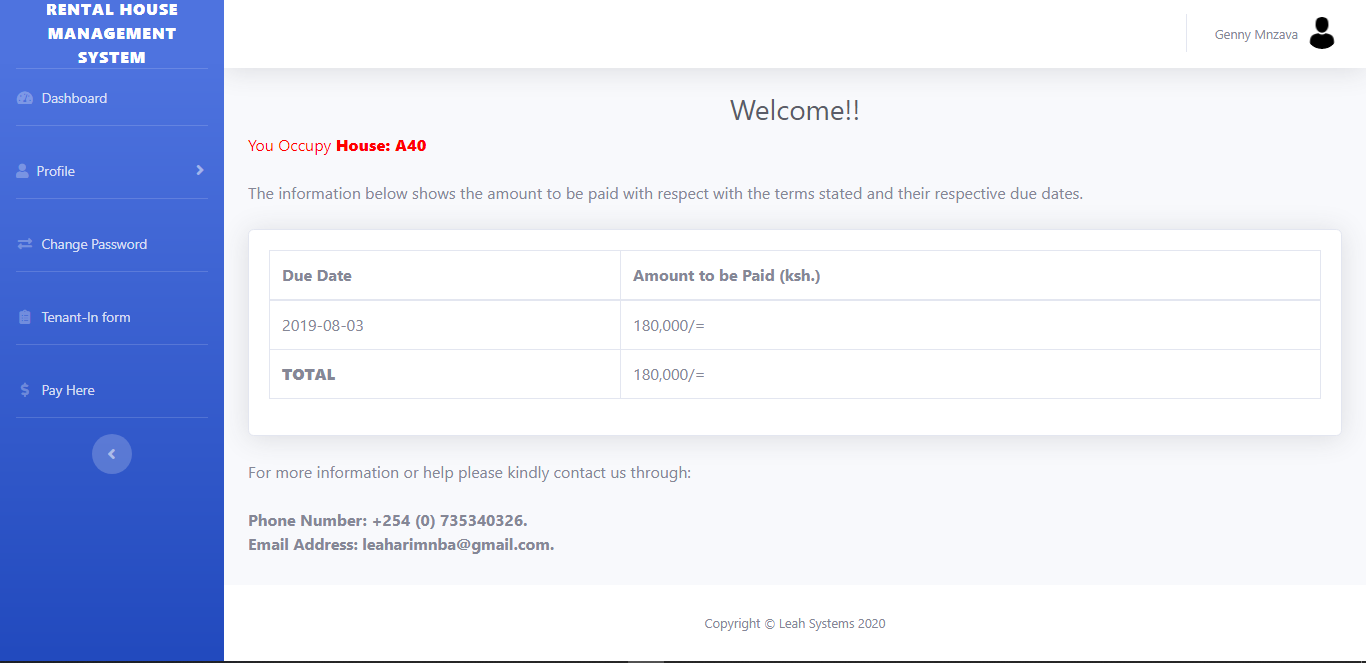 RENTAL HOUSE
MANAGEMENT
SYSTEM
Dashboard
Profile
Change Password
Tenant-In form
Pay Here
Genny Mnzava
Welcome!!
You Occupy House: A40
The information below shows the amount to be paid with respect with the terms stated and their respective due dates.
Due Date Amount to be Paid (ksh.)
2019-08-03 180,000/=
TOTAL 180,000/=
For more information or help please kindly contact us through:
Phone Number: +254 (0) 735340326.
Email Address: leaharimnba@gmail.com.
Copyright © Leah Systems 2020